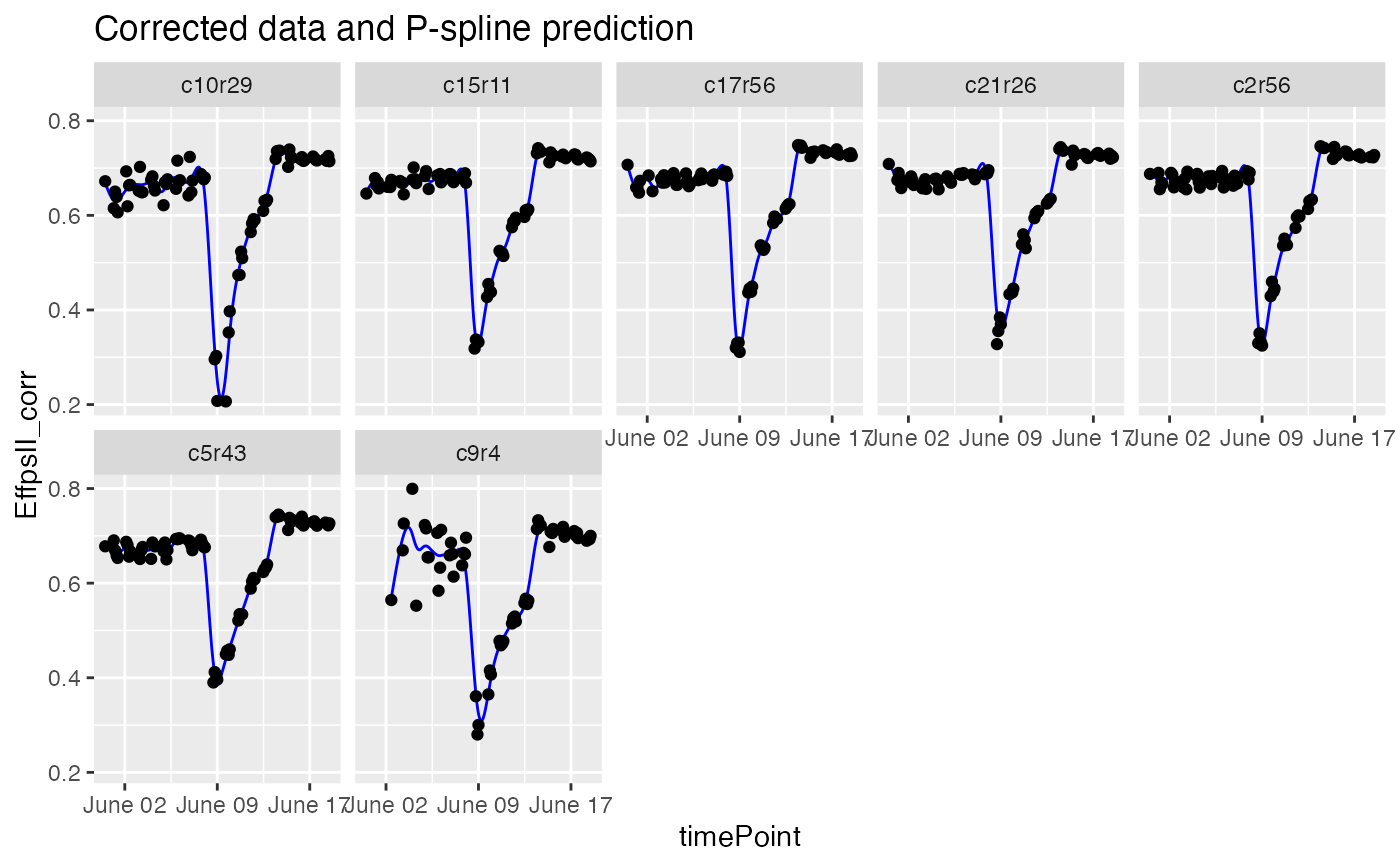 Corrected data and P-spline prediction
c10r29 c15r11 c17r56 c21r26 c2r56
0.8
0.6
0.4
0.2
June 02 June 09 June 17 June 02 June 09 June 17 June 02 June 09 June 17
c5r43 c9r4
0.8
0.6
0.4
0.2
June 02 June 09 June 17 June 02 June 09 June 17
EffpsII_corr
timePoint